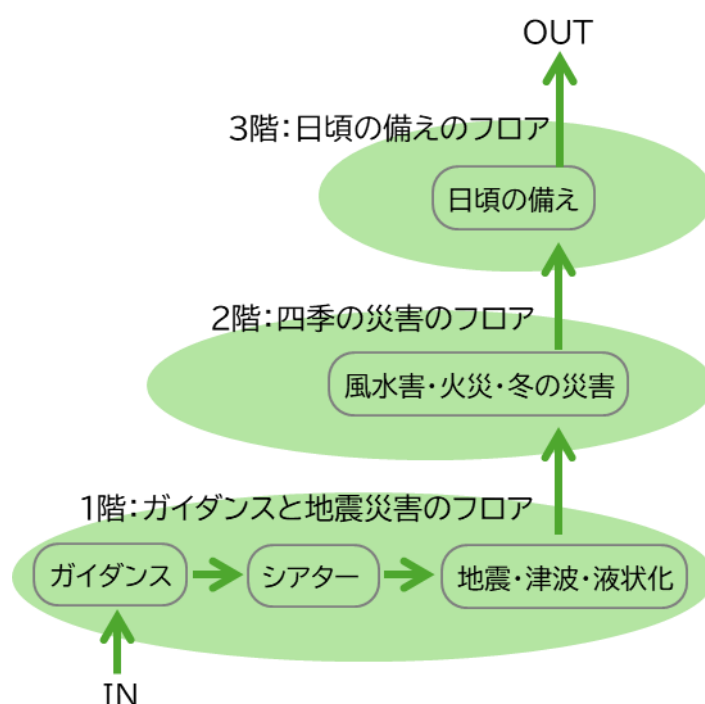 OUT
3階：日頃の備えのフロア
日頃の備え
2階：四季の災害のフロア
風水害・火災・冬の災害
1階：ガイダンスと地震災害のフロア
ガイダンス
シアター
地震・津波・液状化
IN